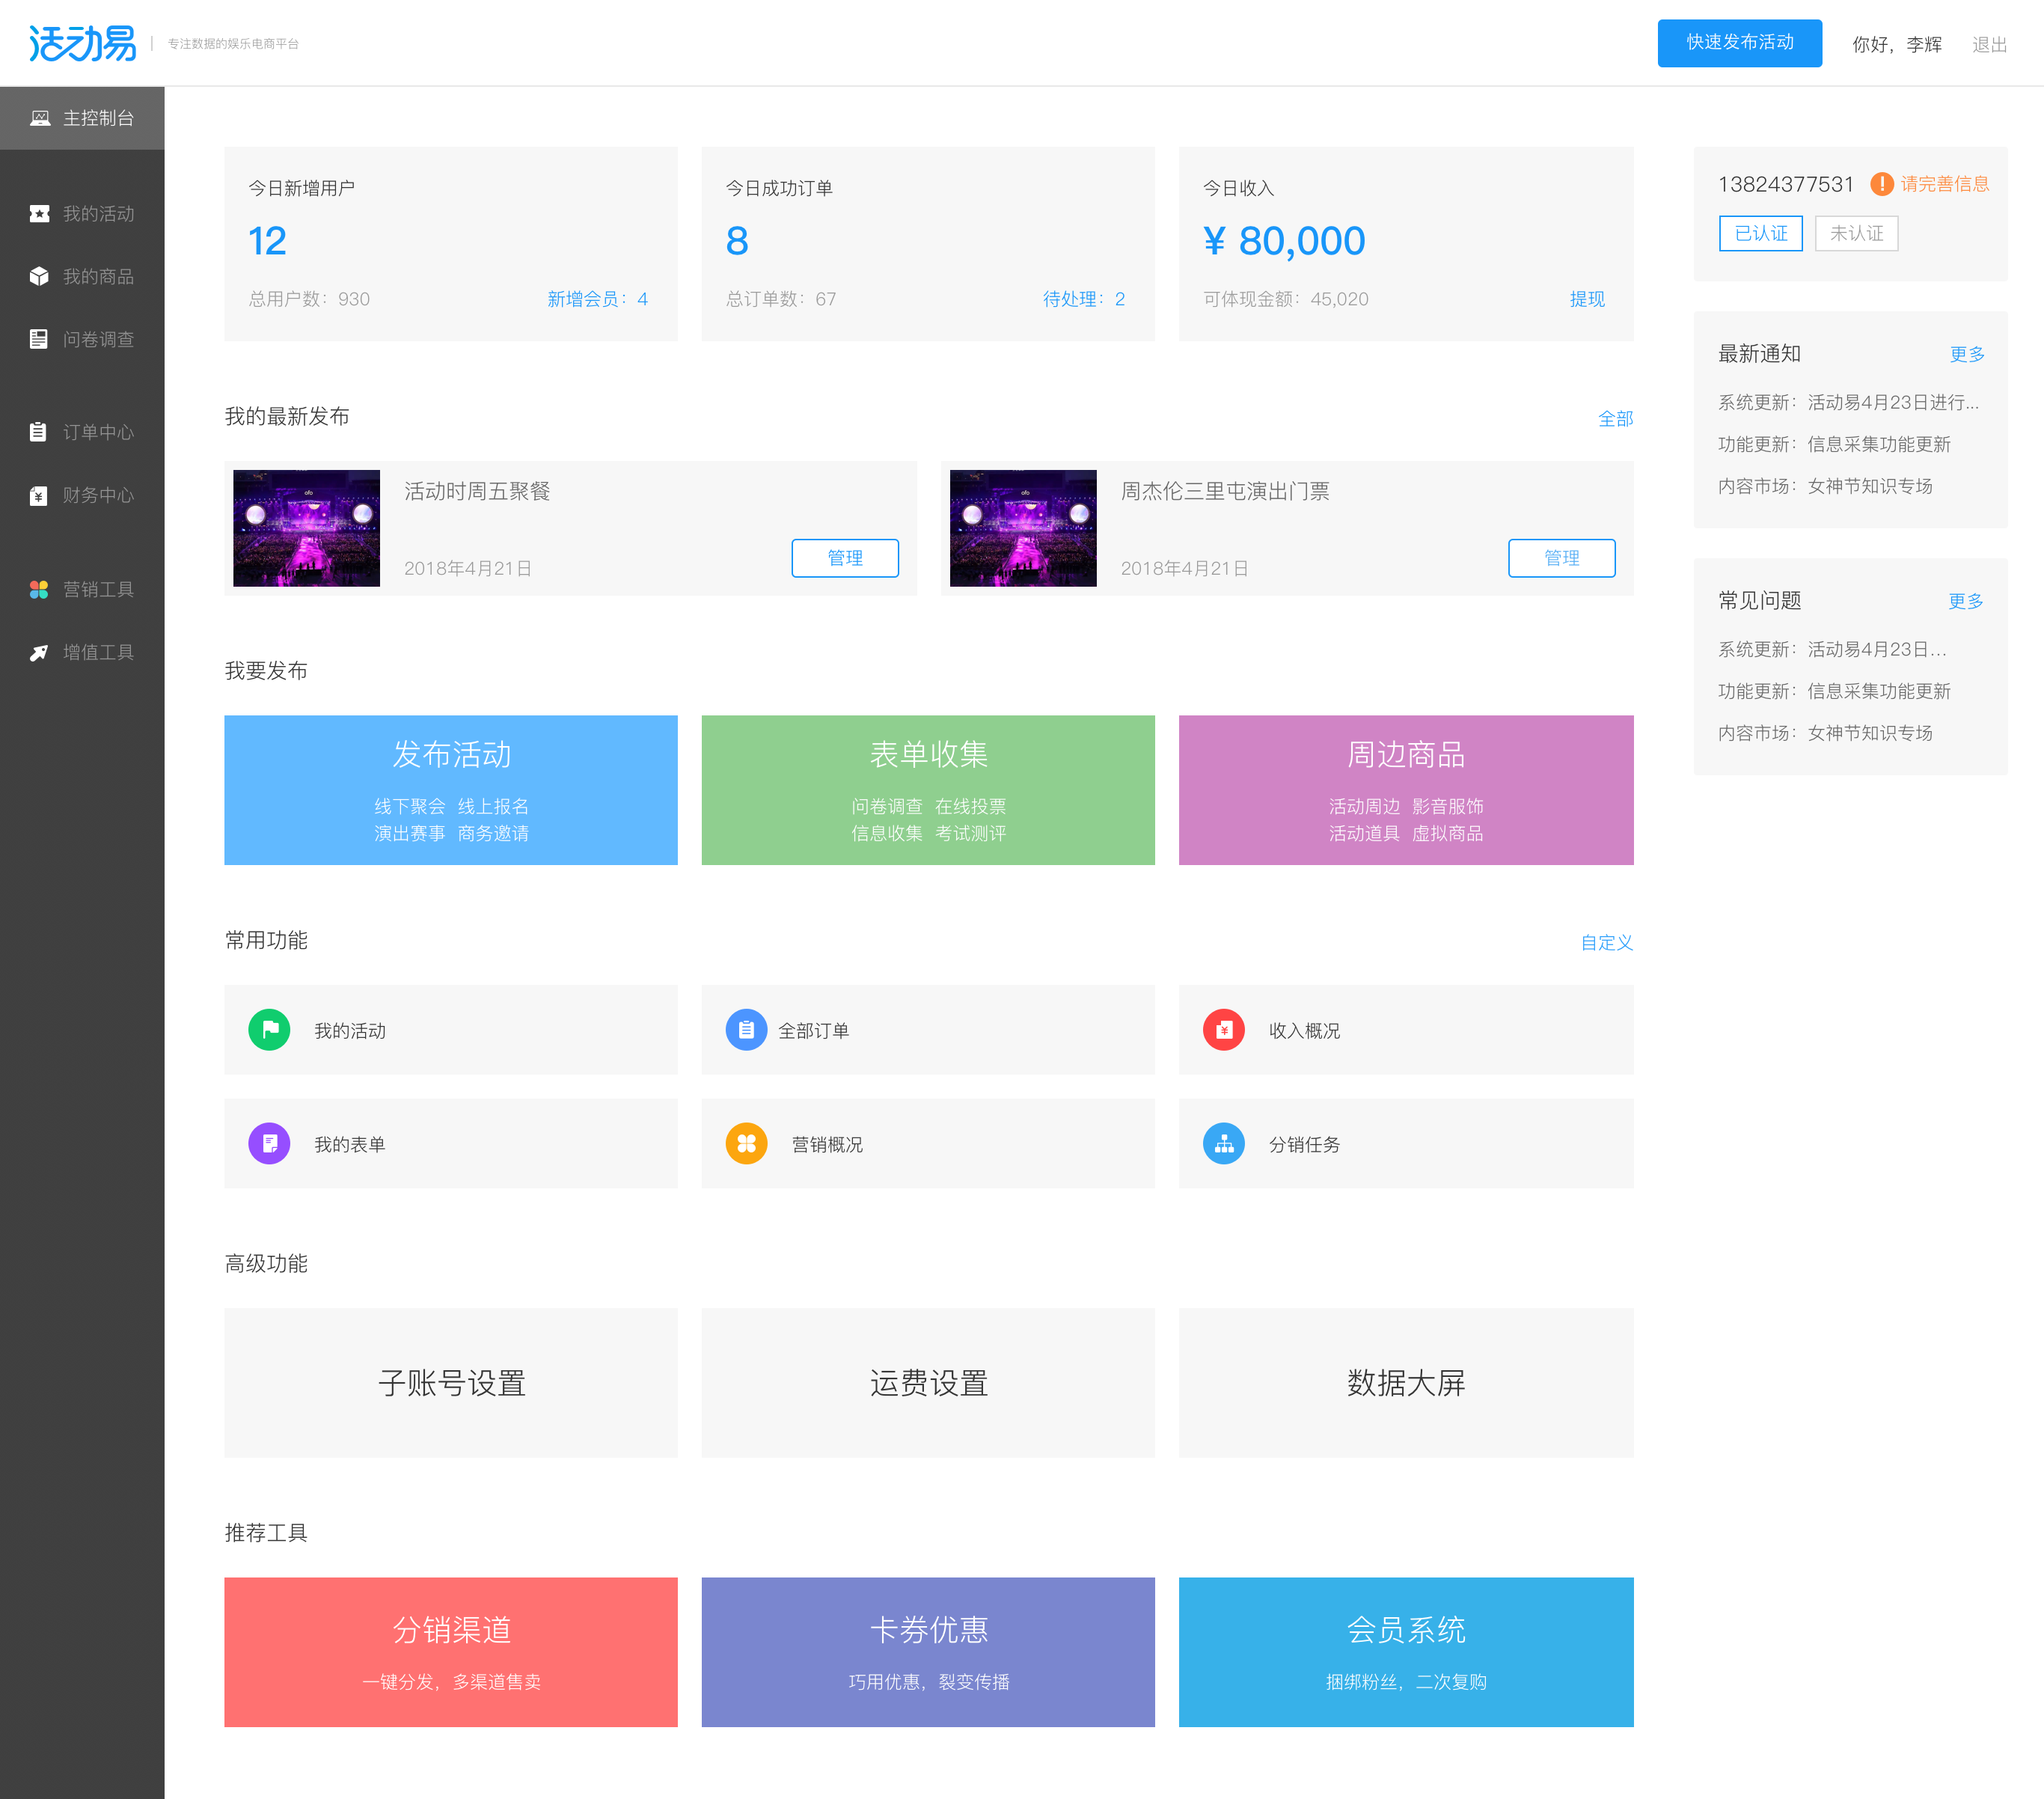 活动易
专注数据的娱乐电商平台
快速发布活动
你好，李辉
退出
主控制台
我的活动
我的商品
问卷调查
订单中心
财务中心
营销工具
增值工具
今日新增用户
12
总用户数：930
新增会员：4
今日成功订单
8
总订单数：67
待处理：2
今日收入
¥ 80,000
可体现金额：45,020
提现
13824377531
请完善信息
已认证
未认证
最新通知
更多
系统更新：活动易4月23日进行...
功能更新：信息采集功能更新
内容市场：女神节知识专场
常见问题
更多
系统更新：活动易4月23日...
功能更新：信息采集功能更新
内容市场：女神节知识专场
我的最新发布
全部
ofo
活动时周五聚餐
2018年4月21日
管理
ofo
周杰伦三里屯演出门票
2018年4月21日
管理
我要发布
发布活动
线下聚会 线上报名
演出赛事 商务邀请
表单收集
问卷调查 在线投票
信息收集 考试测评
周边商品
活动周边 影音服饰
活动道具 虚拟商品
常用功能
自定义
我的活动
全部订单
收入概况
我的表单
营销概况
分销任务
高级功能
子账号设置
运费设置
数据大屏
推荐工具
分销渠道
一键分发，多渠道售卖
卡券优惠
巧用优惠，裂变传播
会员系统
捆绑粉丝，二次复购